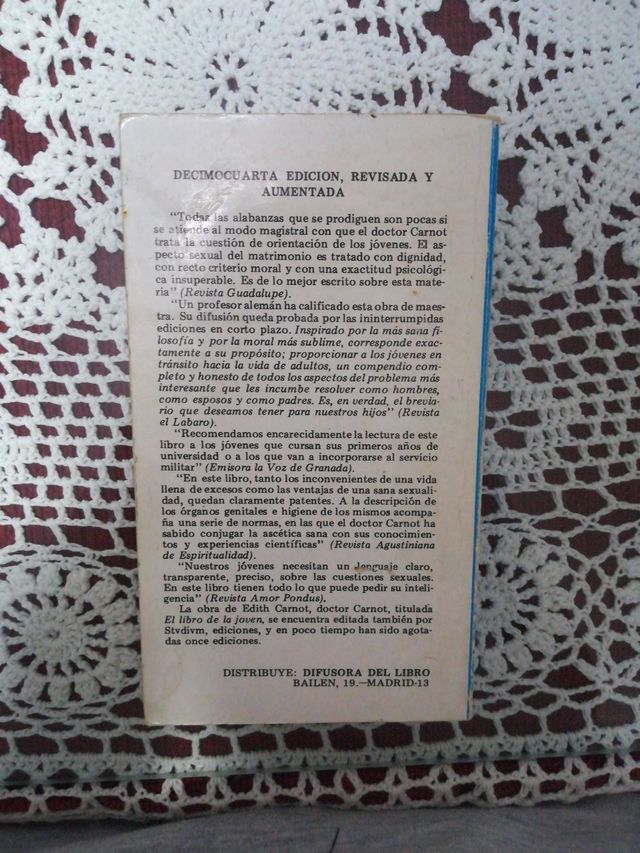 DECIMOCUARTA EDICION, REVISADA Y
AUMENTADA
"Todas las alabanzas que se prodiguen son pocas si
se atiende al modo magistral con que el doctor Carnot
trata la cuestión de orientación de los jóvenes. El as-
pecto sexual del matrimonio es tratado con dignidad,
con recto criterio moral y con una exactitud psicológ-
ica insuperable. Es de lo mejor escrito sobre esta mate-
ria" (Revista Guadalupe).
"Un profesor alemán ha calificado esta obra de maes-
tra. Su difusión queda probada por las ininterrumpidas
ediciones en corto plazo. Inspirado por la más sana fi-
losofía y por la moral más sublime, corresponde exac-
tamente a su propósito; proporcionar a los jóvenes en
tránsito hacia la vida de adultos, un compendio com-
pleto y honesto de todos los aspectos del problema más
interesante que les incumbe resolver como hombres,
como esposos y como padres. Es, en verdad, el brevia-
rio que deseamos tener para nuestros hijos" (Revista
el Labaro).
"Recomendamos encarecidamente la lectura de este
libro a los jóvenes que cursan sus primeros años de
universidad o a los que van a incorporarse al servicio
militar" (Emisora la Voz de Granada).
"En este libro, tanto los inconvenientes de una vida
llena de excesos como las ventajas de una sana sexuali-
dad, quedan claramente patentes. A la descripción de
los órganos genitales e higiene de los mismos acompa-
ña una serie de normas, en las que el doctor Carnot ha
sabido conjugar la ascética sana con sus conocimien-
tos y experiencias científicas" (Revista Agustiniana
de Espiritualidad).
"Nuestros jóvenes necesitan un lenguaje claro,
transparente, preciso, sobre las cuestiones sexuales.
En este libro tienen todo lo que puede pedir su inteli-
gencia" (Revista Amor Pondus).
La obra de Edith Carnot, doctor Carnot, titulada
El libro de la joven, se encuentra editada también por
Stvdivm, ediciones, y en poco tiempo han sido agota-
das once ediciones.
DISTRIBUYE: DIFUSORA DEL LIBRO
BAILEN, 19.—MADRID-13